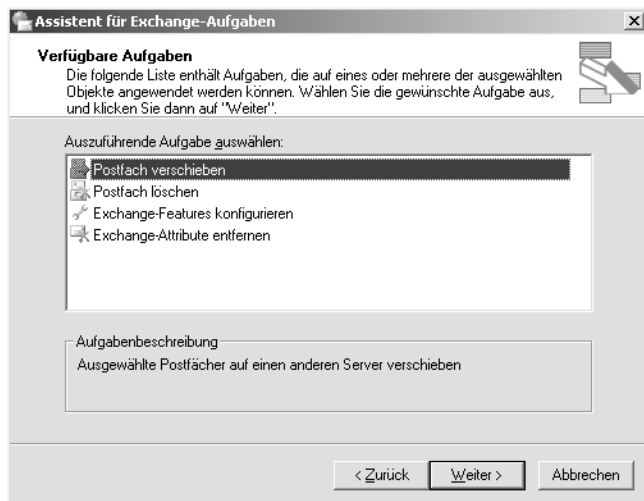 Assistent für Exchange-Aufgaben
Verfügbare Aufgaben
Die folgende Liste enthält Aufgaben, die auf eines oder mehrere der ausgewählten
Objekte angewendet werden können. Wählen Sie die gewünschte Aufgabe aus,
und klicken Sie dann auf "Weiter".
Auszuführende Aufgabe auswählen:
Postfach verschieben
Postfach löschen
Exchange-Features konfigurieren
Exchange-Attribute entfernen
Aufgabenbeschreibung
Ausgewählte Postfächer auf einen anderen Server verschieben
< Zurück Weiter > Abbrechen